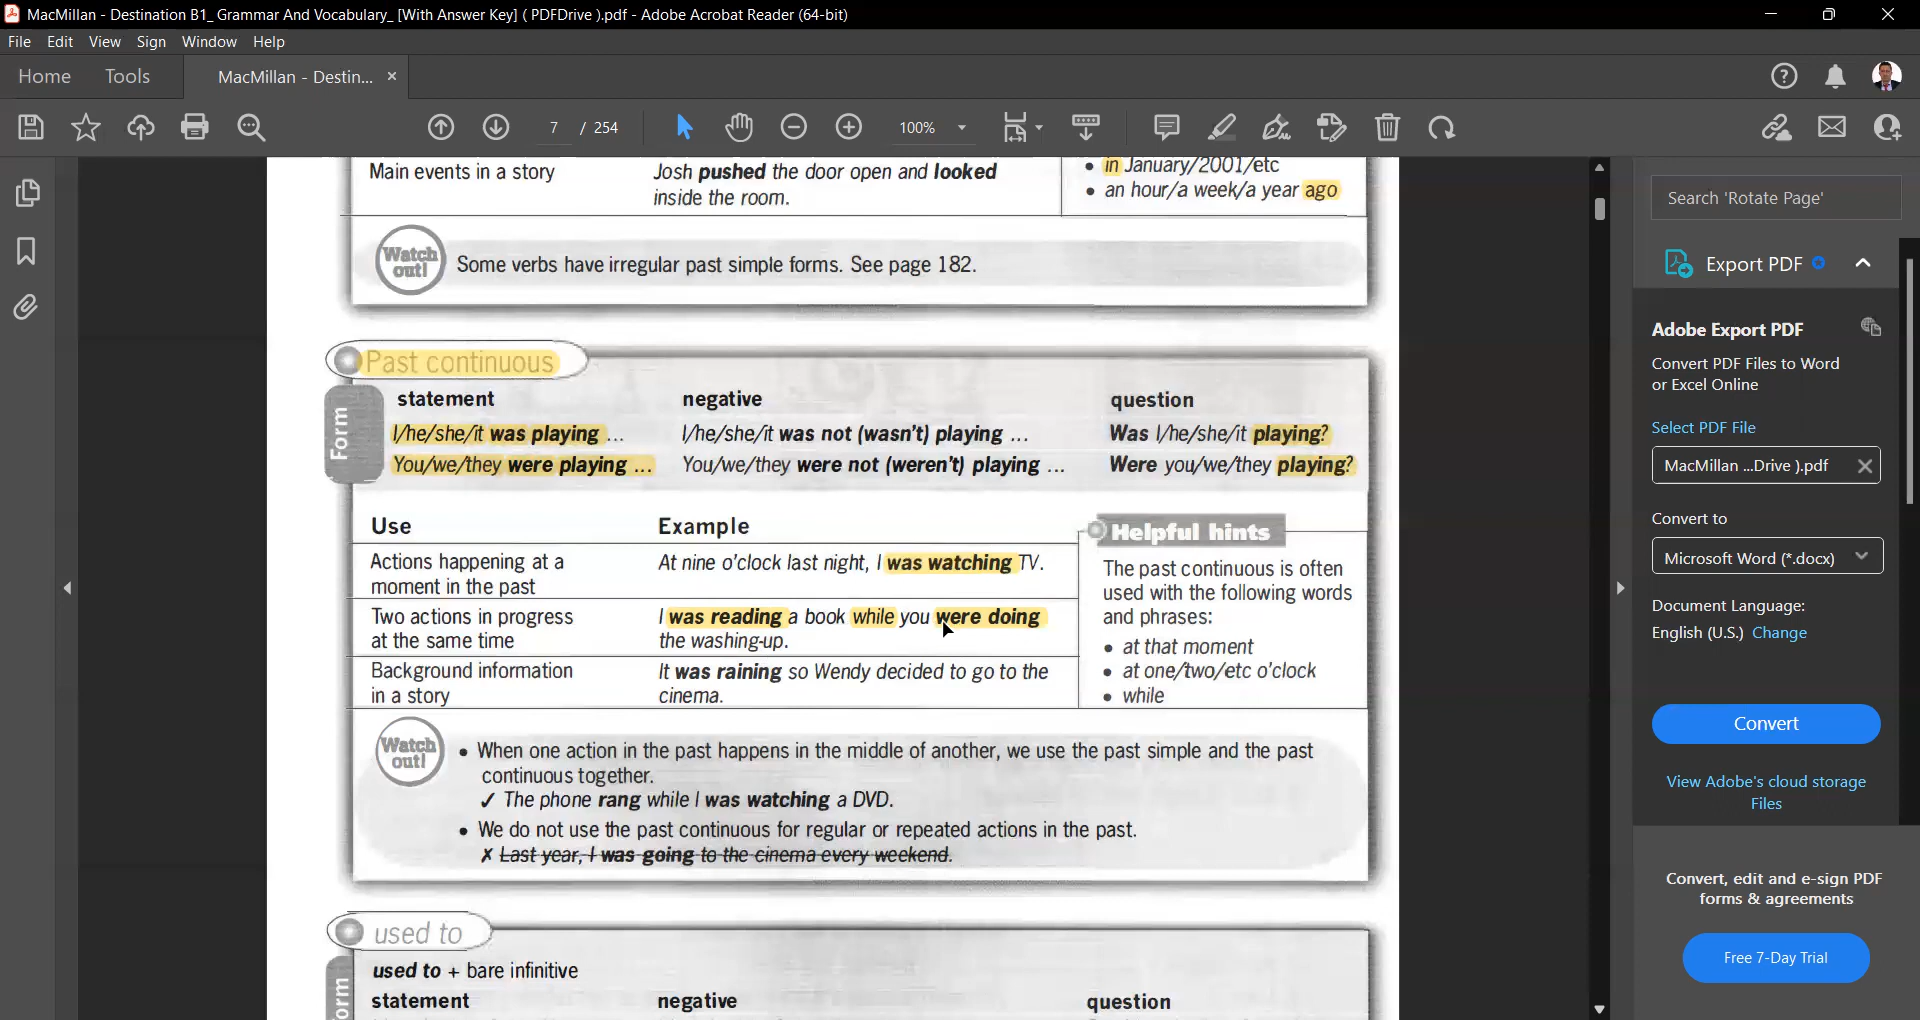 MacMillan - Destination B1_ Grammar And Vocabulary_ [With Answer Key] ( PDFDrive ).pdf - Adobe Acrobat Reader (64-bit)
File Edit View Sign Window Help
Home Tools MacMillan - Destin... ×
7 / 254 100%
Main events in a story Josh pushed the door open and looked
inside the room.
• in January/2001/etc
• an hour/a week/a year ago
Watch out! Some verbs have irregular past simple forms. See page 182.
Past continuous
Form
statement negative question
I/he/she/it was playing ... I/he/she/it was not (wasn't) playing ... Was I/he/she/it playing?
You/we/they were playing ... You/we/they were not (weren't) playing ... Were you/we/they playing?
Use Example
Actions happening at a At nine o'clock last night, I was watching TV.
moment in the past
Two actions in progress I was reading a book while you were doing
at the same time the washing-up.
Background information It was raining so Wendy decided to go to the
in a story cinema.
Helpful hints
The past continuous is often
used with the following words
and phrases:
• at that moment
• at one/two/etc o'clock
• while
Watch out!
• When one action in the past happens in the middle of another, we use the past simple and the past
continuous together.
✓ The phone rang while I was watching a DVD.
• We do not use the past continuous for regular or repeated actions in the past.
✗ Last year, I was going to the cinema every weekend.
used to
used to + bare infinitive
statement negative question
Search 'Rotate Page'
Export PDF
Adobe Export PDF
Convert PDF Files to Word
or Excel Online
Select PDF File
MacMillan ...Drive ).pdf
Convert to
Microsoft Word (*.docx)
Document Language:
English (U.S.) Change
Convert
View Adobe's cloud storage
Files
Convert, edit and e-sign PDF
forms & agreements
Free 7-Day Trial